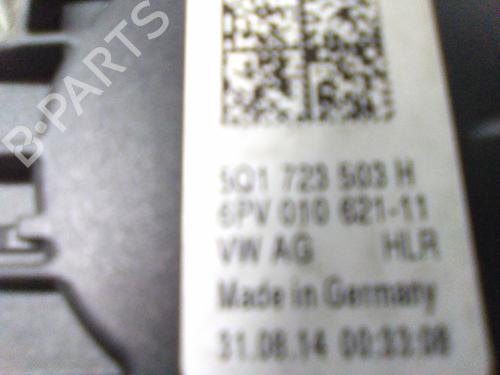 B-PARTS
5Q1 723 503 H
6PV 010 621-11
VW AG HLR
Made in Germany
31.08.14 00:33:08